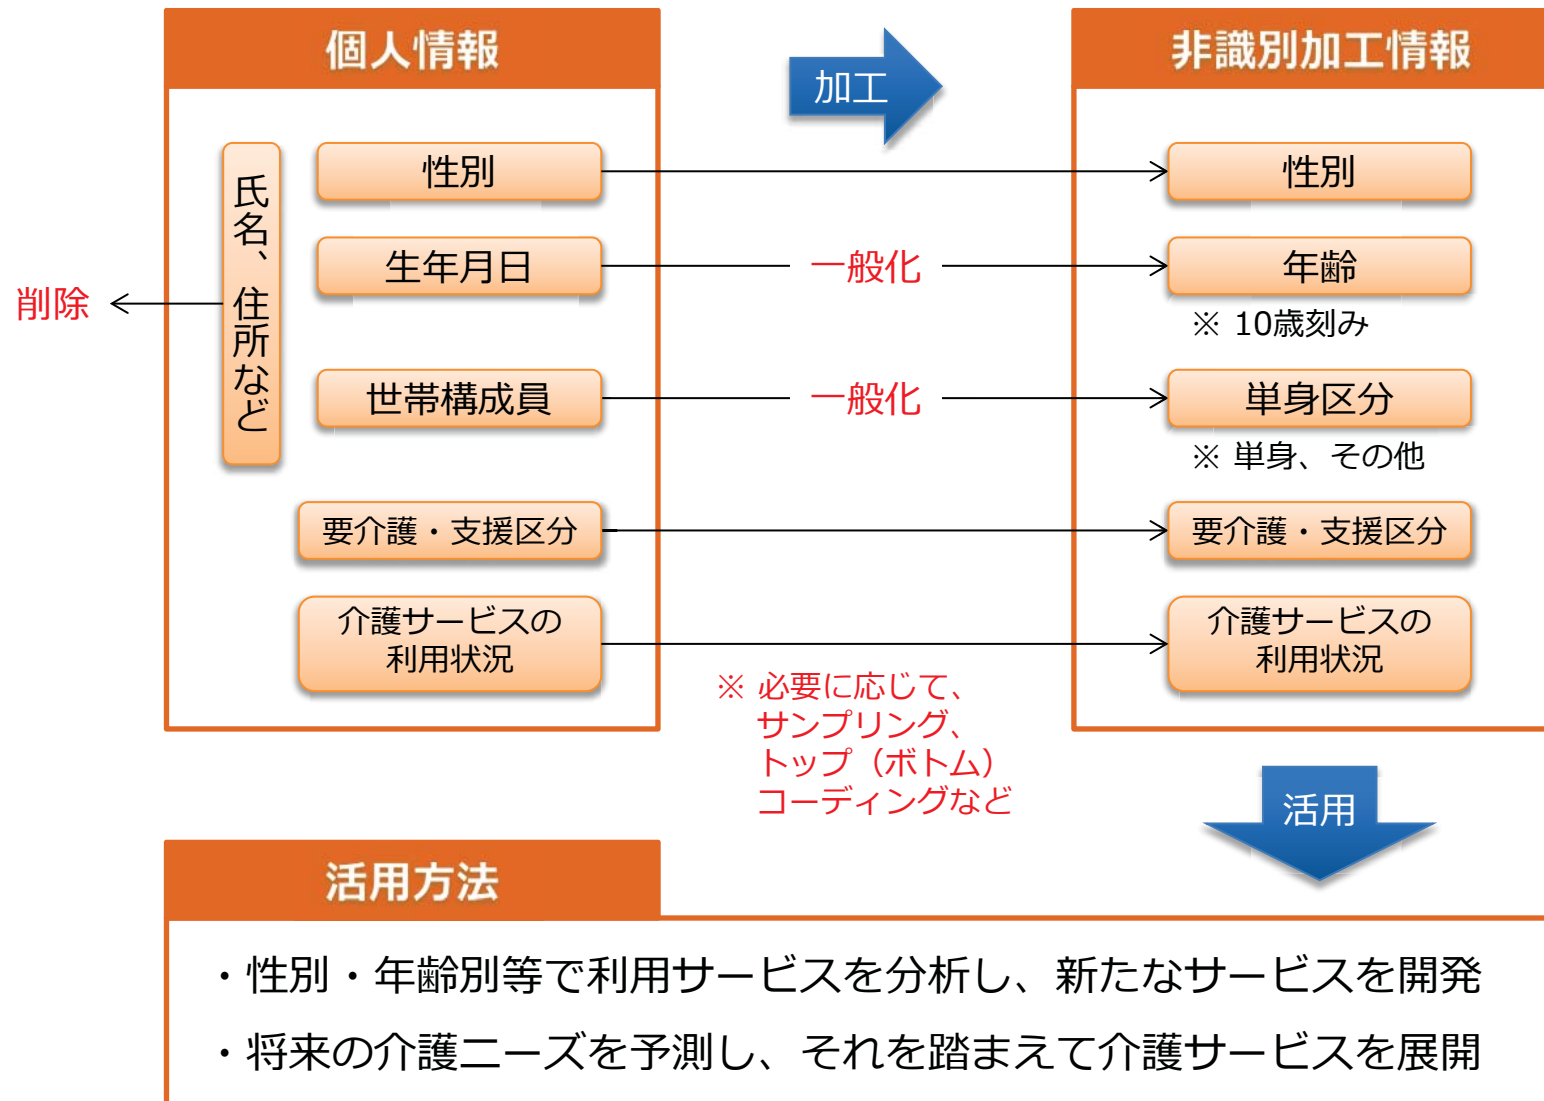 個人情報
加工
非識別加工情報
氏名、住所など
削除
性別
性別
生年月日
一般化
年齢
※ 10歳刻み
世帯構成員
一般化
単身区分
※ 単身、その他
要介護・支援区分
要介護・支援区分
介護サービスの
利用状況
介護サービスの
利用状況
※ 必要に応じて、
サンプリング、
トップ（ボトム）
コーディングなど
活用
活用方法
・性別・年齢別等で利用サービスを分析し、新たなサービスを開発
・将来の介護ニーズを予測し、それを踏まえて介護サービスを展開